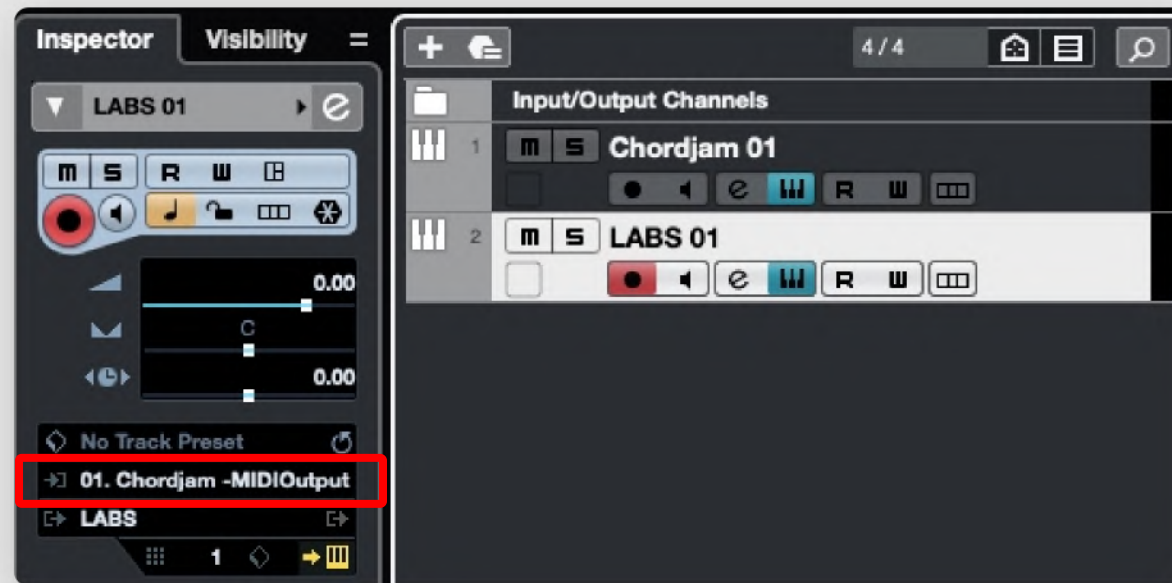 Inspector Visibility
LABS 01 e
m S R W
0.00
C
0.00
No Track Preset
01. Chordjam -MIDIOutput
LABS
1
+ 4/4
Input/Output Channels
1 m S Chordjam 01
e R W
2 m S LABS 01
e R W